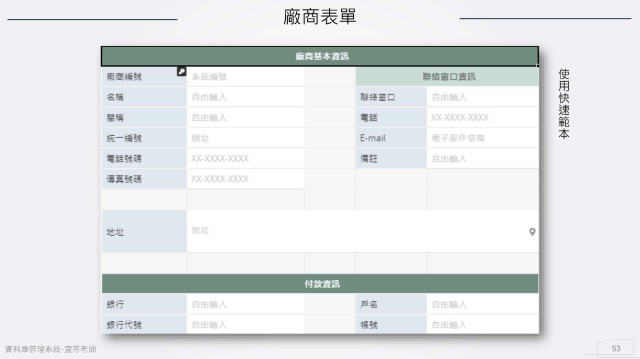 廠商表單
廠商基本資訊
廠商編號 系統編號 聯絡窗口資訊
名稱 自由輸入 聯絡窗口 自由輸入
簡稱 自由輸入 電話 XX-XXXX-XXXX
統一編號 網址 E-mail 電子郵件信箱
電話號碼 XX-XXXX-XXXX 備註 自由輸入
傳真號碼 XX-XXXX-XXXX
地址 地址
付款資訊
銀行 自由輸入 戶名 自由輸入
銀行代號 自由輸入 帳號 自由輸入
使用快速範本
資料庫管理系統-宜芳老師
53